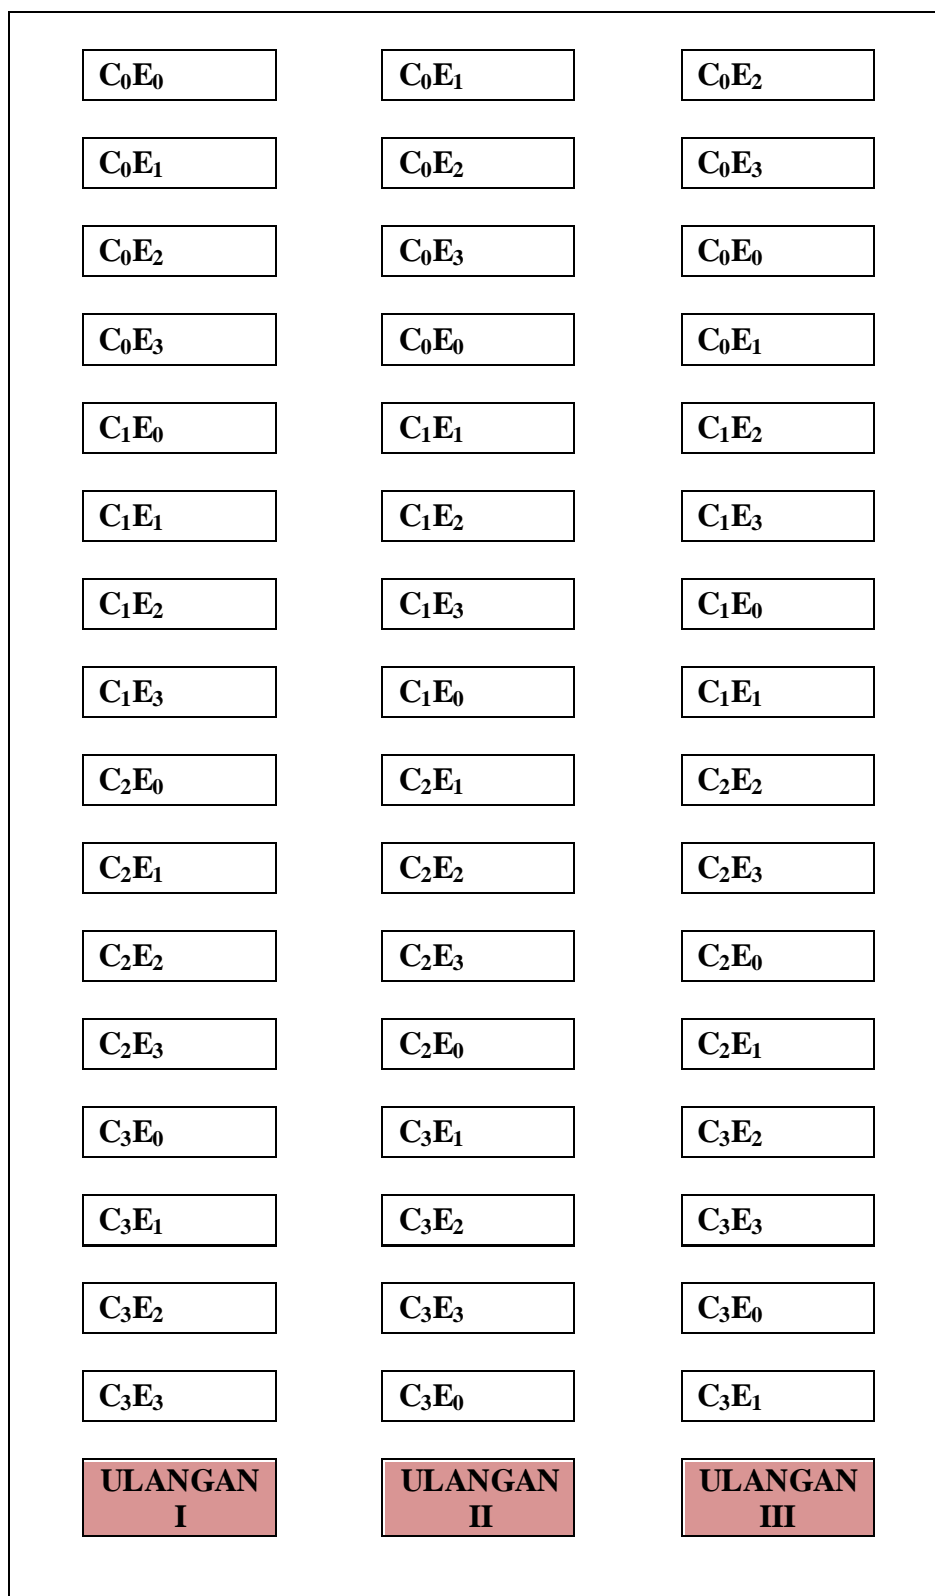 C₀E₀ C₀E₁ C₀E₂
C₀E₁ C₀E₂ C₀E₃
C₀E₂ C₀E₃ C₀E₀
C₀E₃ C₀E₀ C₀E₁
C₁E₀ C₁E₁ C₁E₂
C₁E₁ C₁E₂ C₁E₃
C₁E₂ C₁E₃ C₁E₀
C₁E₃ C₁E₀ C₁E₁
C₂E₀ C₂E₁ C₂E₂
C₂E₁ C₂E₂ C₂E₃
C₂E₂ C₂E₃ C₂E₀
C₂E₃ C₂E₀ C₂E₁
C₃E₀ C₃E₁ C₃E₂
C₃E₁ C₃E₂ C₃E₃
C₃E₂ C₃E₃ C₃E₀
C₃E₃ C₃E₀ C₃E₁
ULANGAN ULANGAN ULANGAN
I II III